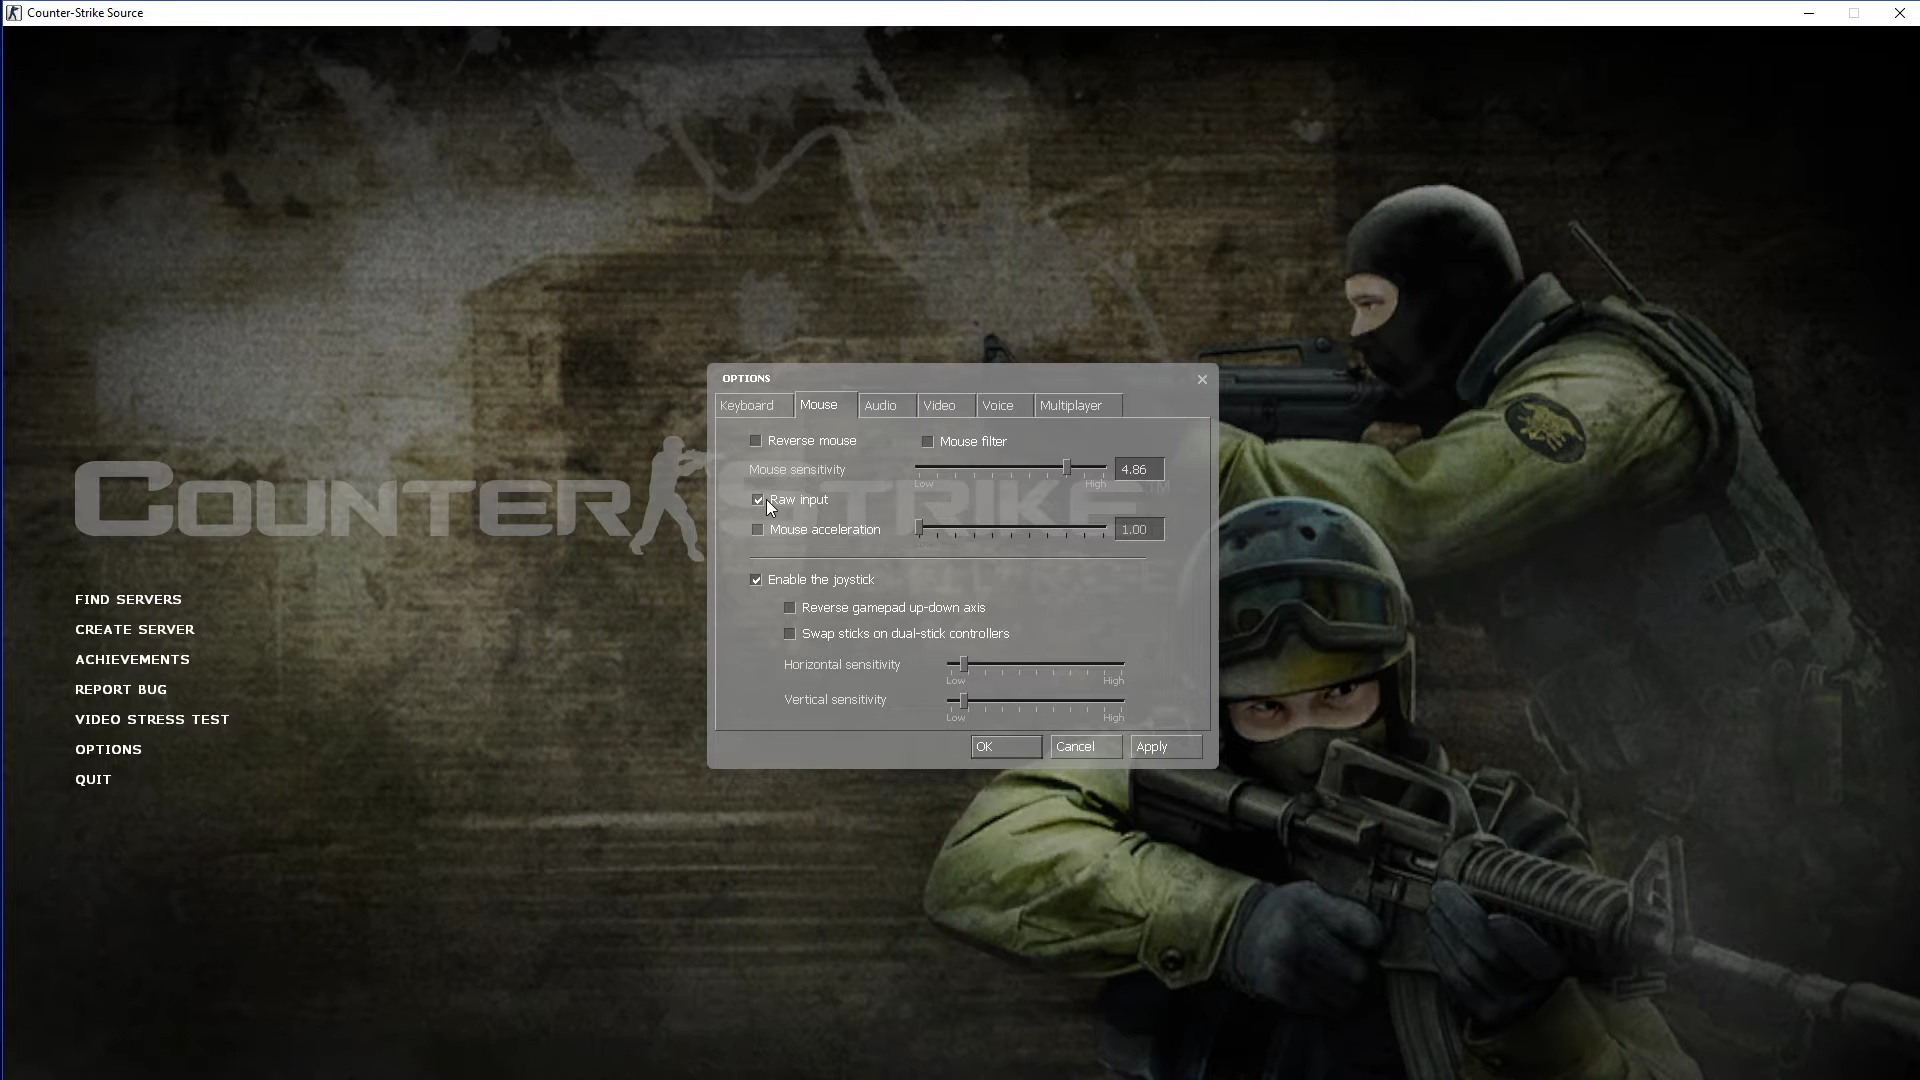 Counter-Strike Source
COUNTER STRIKE™
OPTIONS
Keyboard Mouse Audio Video Voice Multiplayer
Reverse mouse Mouse filter
Mouse sensitivity 4.86
Low High
Raw input
Mouse acceleration 1.00
Enable the joystick
Reverse gamepad up-down axis
Swap sticks on dual-stick controllers
Horizontal sensitivity
Low High
Vertical sensitivity
Low High
OK Cancel Apply
FIND SERVERS
CREATE SERVER
ACHIEVEMENTS
REPORT BUG
VIDEO STRESS TEST
OPTIONS
QUIT